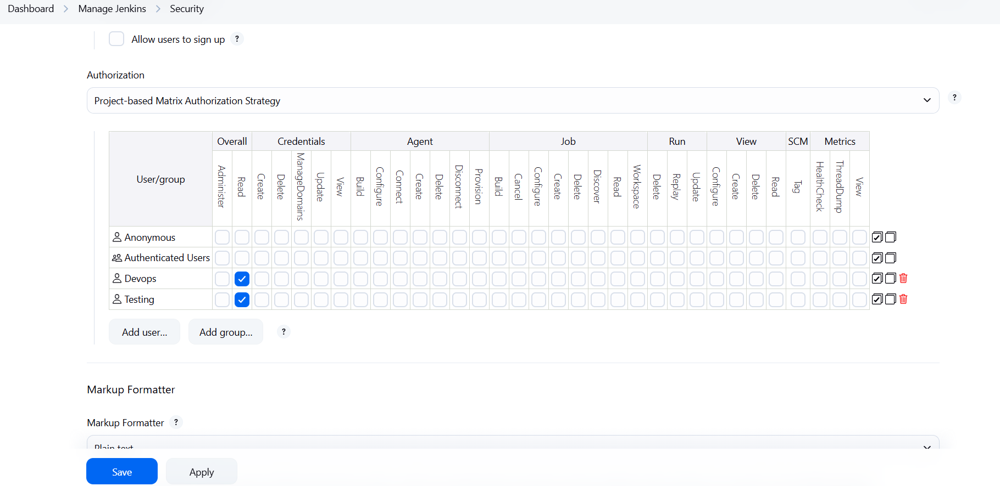 Dashboard > Manage Jenkins > Security
Allow users to sign up ?
Authorization
Project-based Matrix Authorization Strategy
?
User/group Overall Credentials Agent Job Run View SCM Metrics
Administer Read Create Delete ManageDomains Update View Build Configure Connect Create Delete Disconnect Provision Build Cancel Configure Create Delete Discover Read Workspace Delete Replay Update Configure Create Delete Read Tag HealthCheck ThreadDump View
Anonymous
Authenticated Users
Devops
Testing
Add user... Add group... ?
Markup Formatter
Markup Formatter ?
Plain text
Save Apply